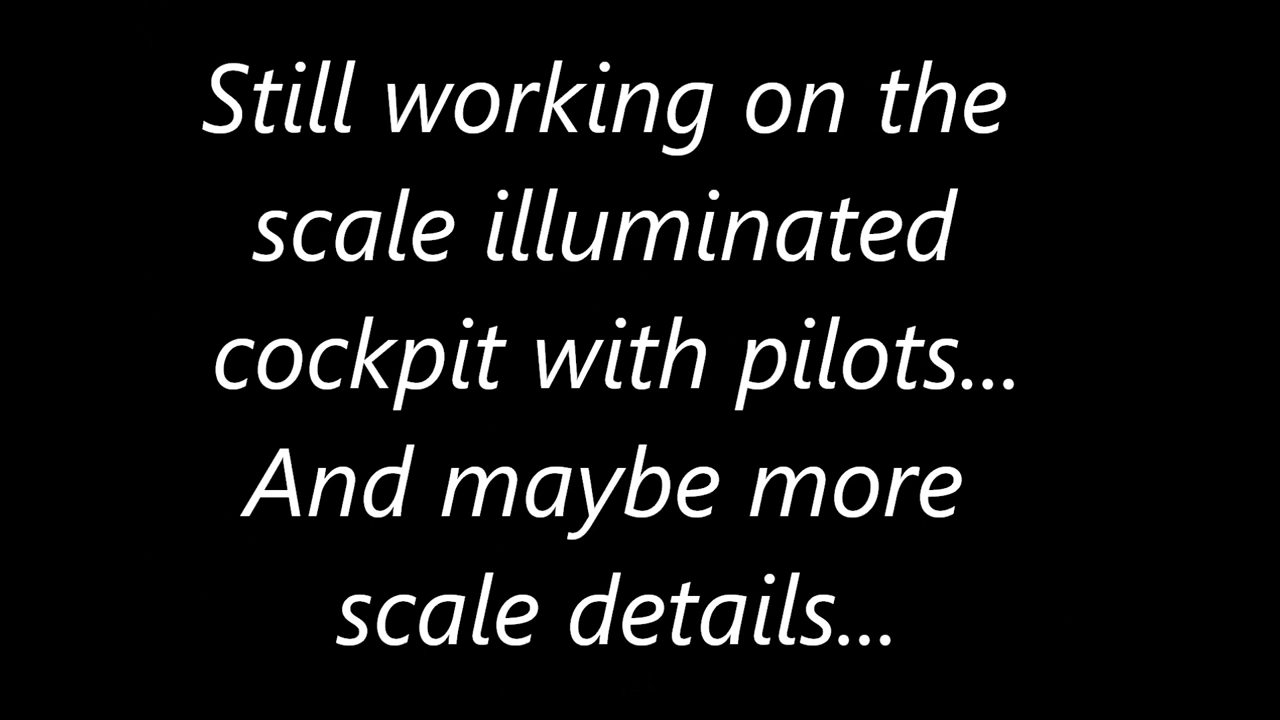 Still working on the
scale illuminated
cockpit with pilots...
And maybe more
scale details...